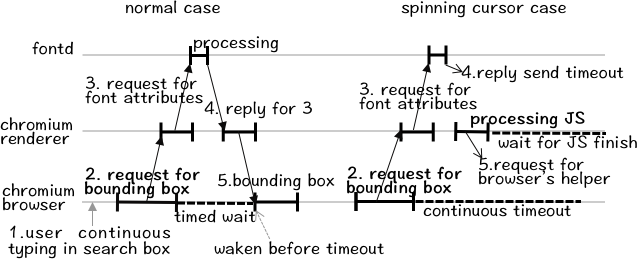 normal case
spinning cursor case
fontd
processing
4.reply send timeout
3. request for
font attributes
4. reply for 3
3. request for
font attributes
processing JS
chromium
renderer
wait for JS finish
2. request for
bounding box
5.bounding box
2. request for
bounding box
5.request for
browser's helper
chromium
browser
timed wait
continuous timeout
1.user continuous
typing in search box
waken before timeout